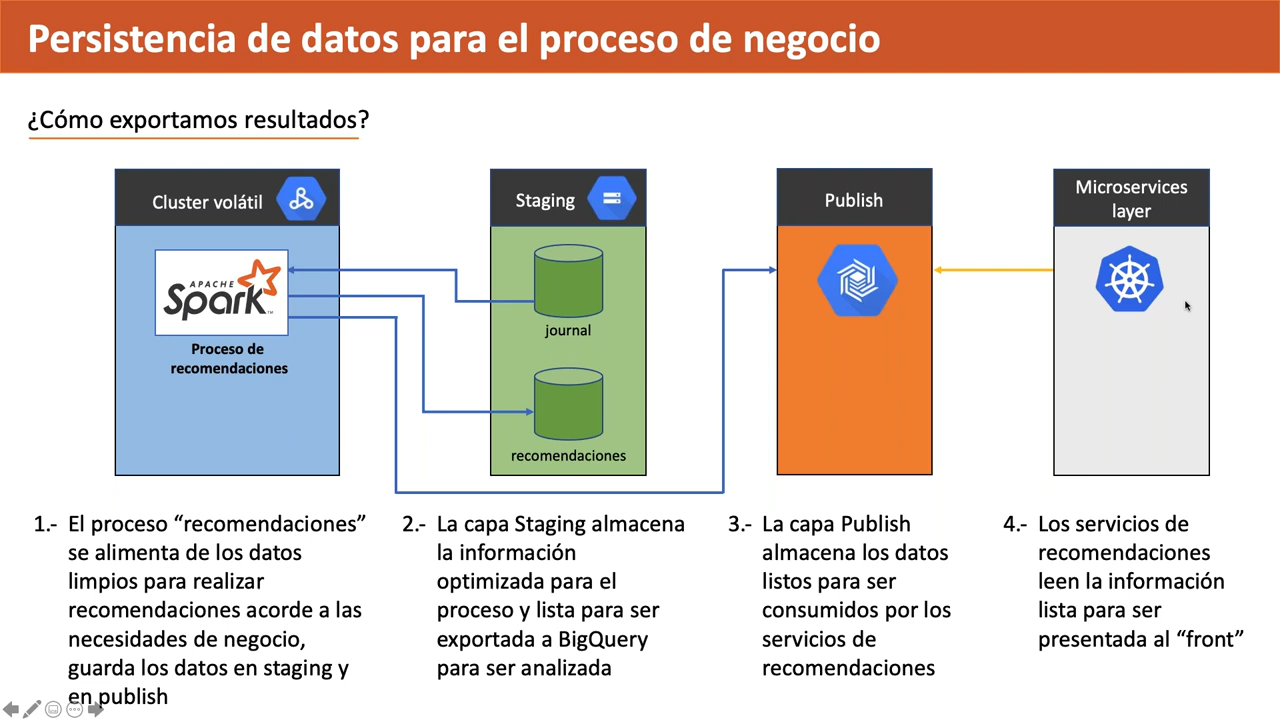 Persistencia de datos para el proceso de negocio
¿Cómo exportamos resultados?
Cluster volátil
Staging
Publish
Microservices
layer
APACHE
Spark™
Proceso de
recomendaciones
journal
recomendaciones
1.- El proceso “recomendaciones”
se alimenta de los datos
limpios para realizar
recomendaciones acorde a las
necesidades de negocio,
guarda los datos en staging y
en publish
2.- La capa Staging almacena
la información
optimizada para el
proceso y lista para ser
exportada a BigQuery
para ser analizada
3.- La capa Publish
almacena los datos
listos para ser
consumidos por los
servicios de
recomendaciones
4.- Los servicios de
recomendaciones
leen la información
lista para ser
presentada al “front”